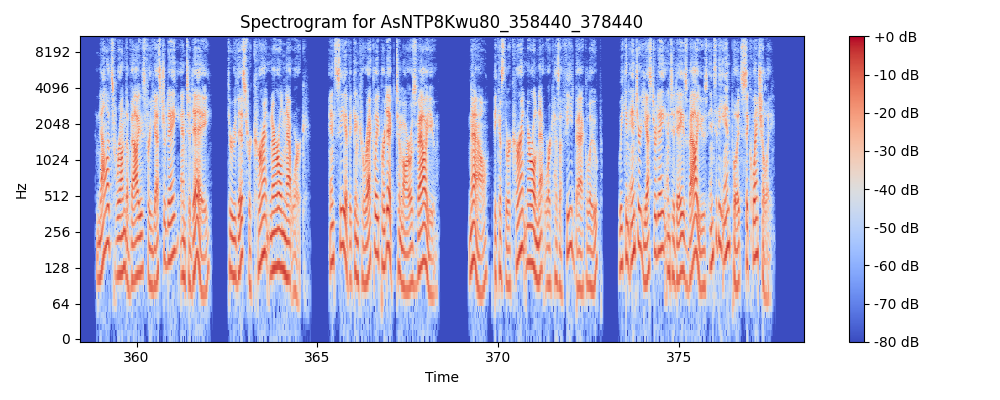 Spectrogram for AsNTP8Kwu80_358440_378440
8192
4096
2048
1024
512
256
128
64
0
Hz
360
365
370
375
Time
+0 dB
-10 dB
-20 dB
-30 dB
-40 dB
-50 dB
-60 dB
-70 dB
-80 dB